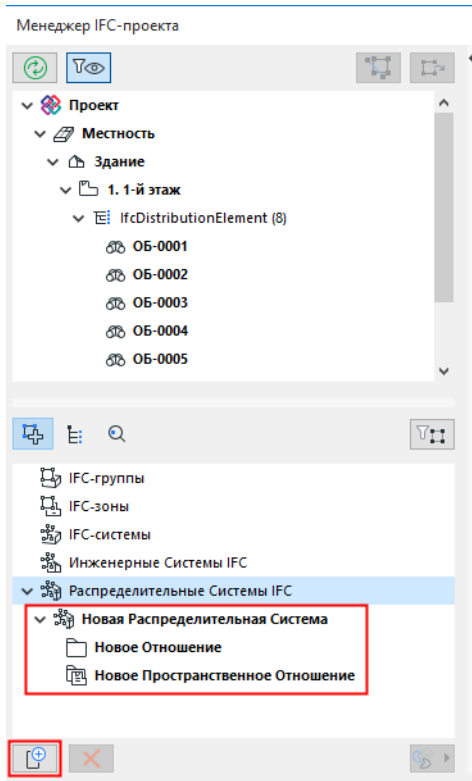 Менеджер IFC-проекта
Проект
Местность
Здание
1. 1-й этаж
IfcDistributionElement (8)
ОБ-0001
ОБ-0002
ОБ-0003
ОБ-0004
ОБ-0005
IFC-группы
IFC-зоны
IFC-системы
Инженерные Системы IFC
Распределительные Системы IFC
Новая Распределительная Система
Новое Отношение
Новое Пространственное Отношение